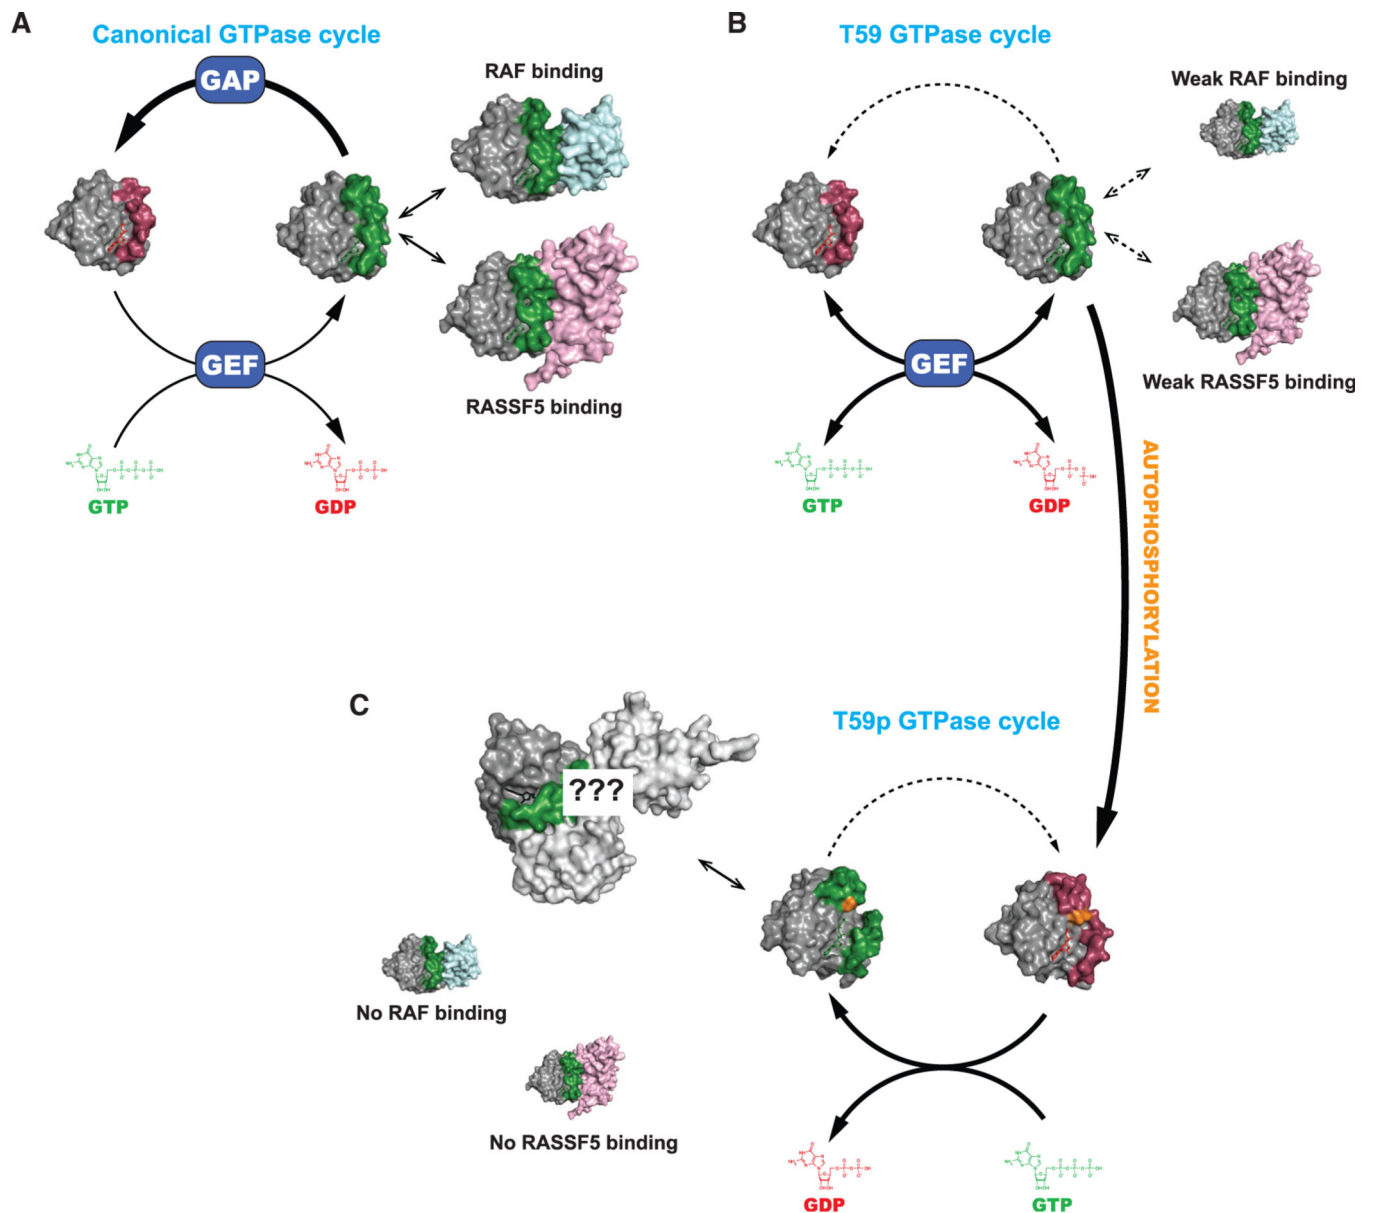 A
Canonical GTPase cycle
GAP
RAF binding
GEF
RASSF5 binding
GTP
GDP
B
T59 GTPase cycle
Weak RAF binding
GEF
Weak RASSF5 binding
GTP
GDP
AUTOPHOSPHORYLATION
C
T59p GTPase cycle
???
No RAF binding
No RASSF5 binding
GDP
GTP